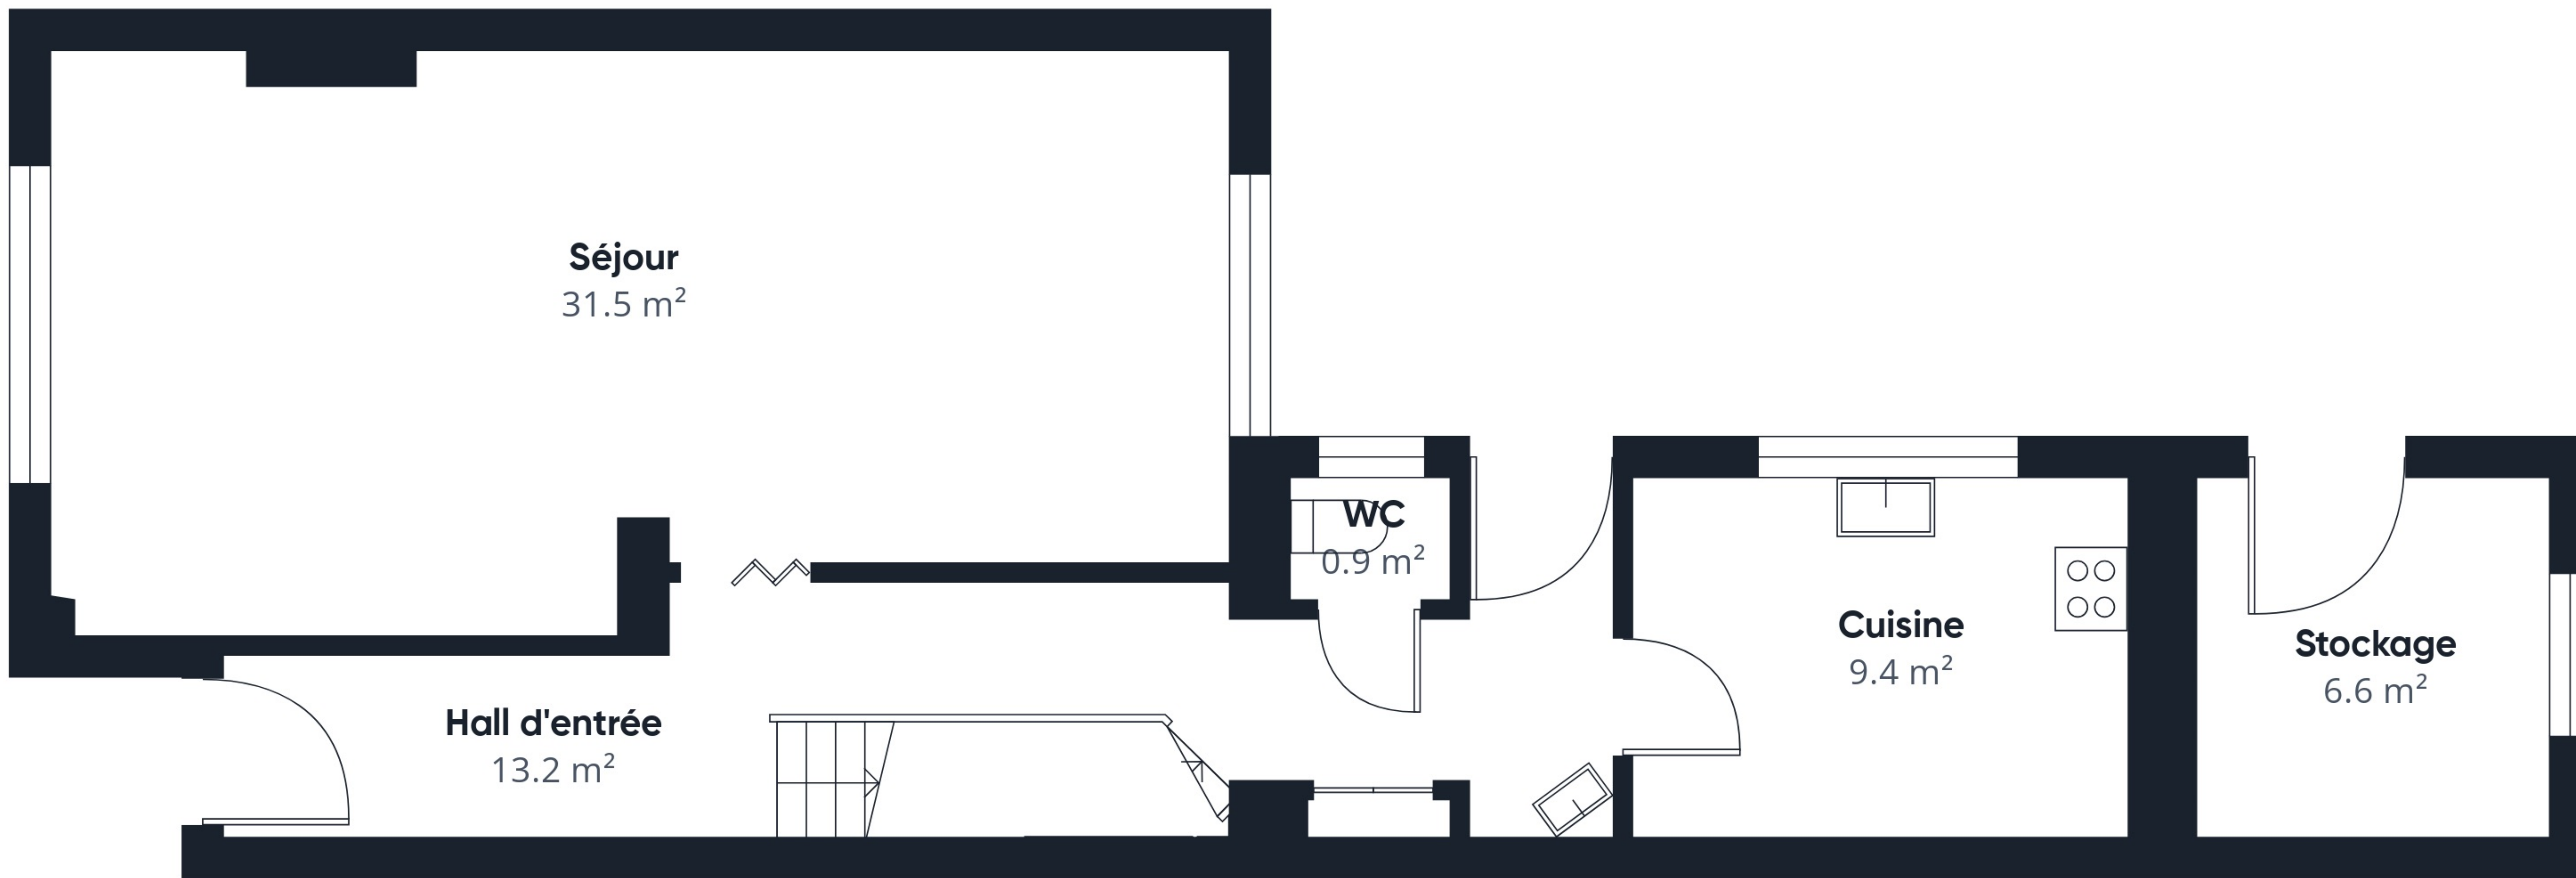 Séjour
31.5 m²
WC
0.9 m²
Cuisine
9.4 m²
Stockage
6.6 m²
Hall d'entrée
13.2 m²